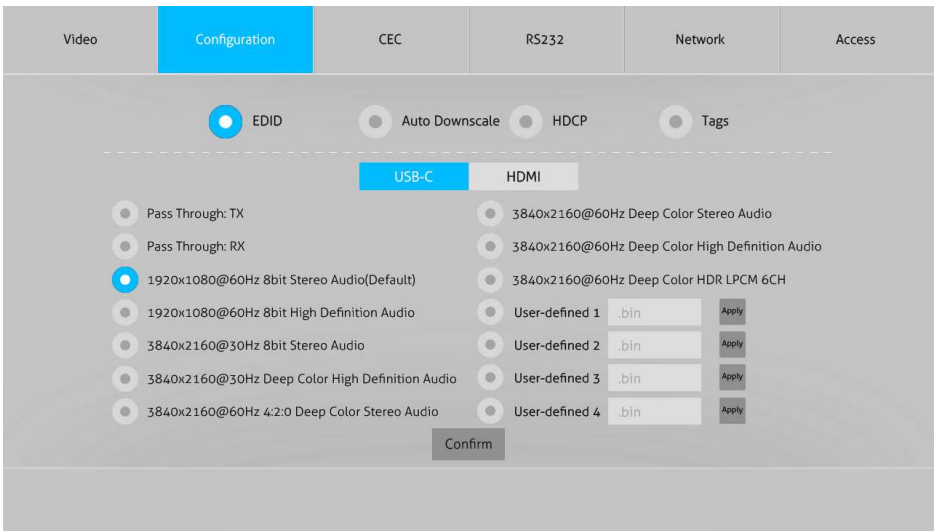 Video Configuration CEC RS232 Network Access
EDID Auto Downscale HDCP Tags
USB-C HDMI
Pass Through: TX
Pass Through: RX
1920x1080@60Hz 8bit Stereo Audio(Default)
1920x1080@60Hz 8bit High Definition Audio
3840x2160@30Hz 8bit Stereo Audio
3840x2160@30Hz Deep Color High Definition Audio
3840x2160@60Hz 4:2:0 Deep Color Stereo Audio
3840x2160@60Hz Deep Color Stereo Audio
3840x2160@60Hz Deep Color High Definition Audio
3840x2160@60Hz Deep Color HDR LPCM 6CH
User-defined 1 .bin Apply
User-defined 2 .bin Apply
User-defined 3 .bin Apply
User-defined 4 .bin Apply
Confirm